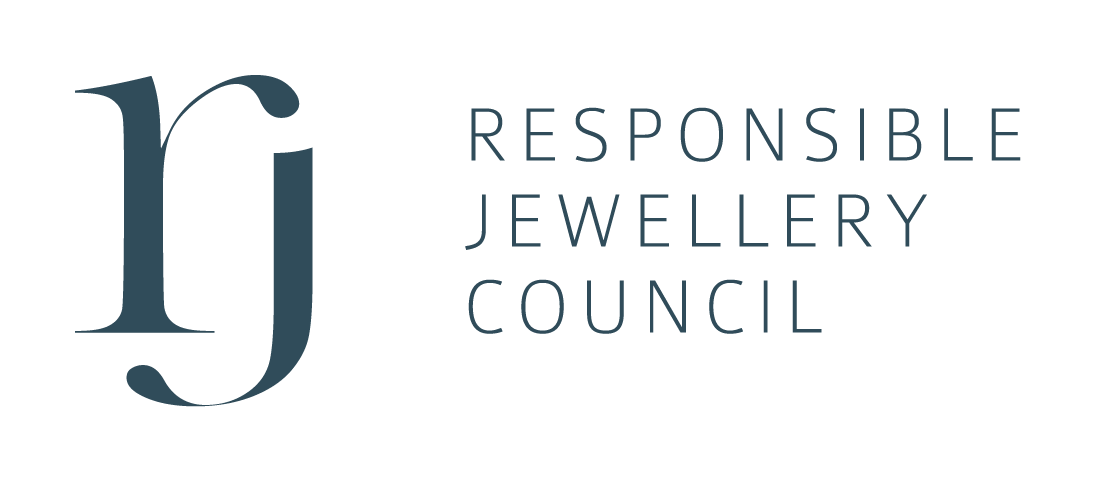 rj
RESPONSIBLE
JEWELLERY
COUNCIL